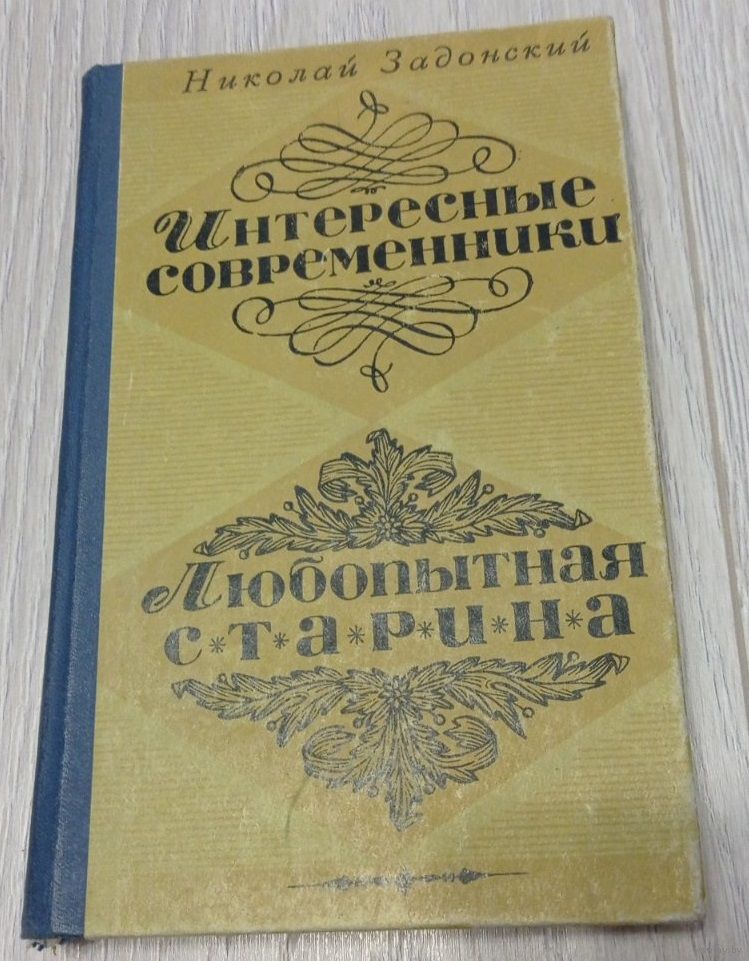 Николай Задонский
Интересные
современники
Любопытная
с*т*а*р*и*н*а